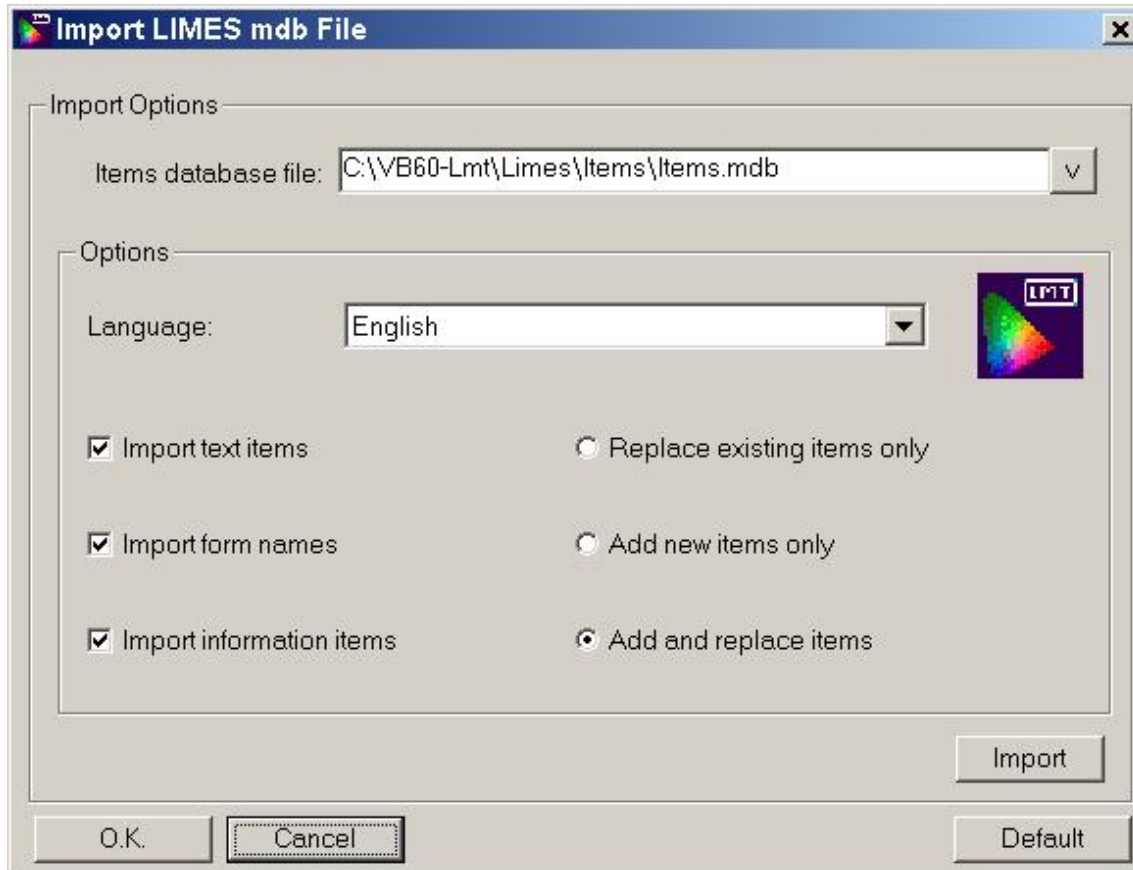 Import LIMES mdb File
Import Options
Items database file: C:\VB60-Lmt\Limes\Items\Items.mdb v
Options
LMT
Language: English
Import text items Replace existing items only
Import form names Add new items only
Import information items Add and replace items
Import
O.K. Cancel Default